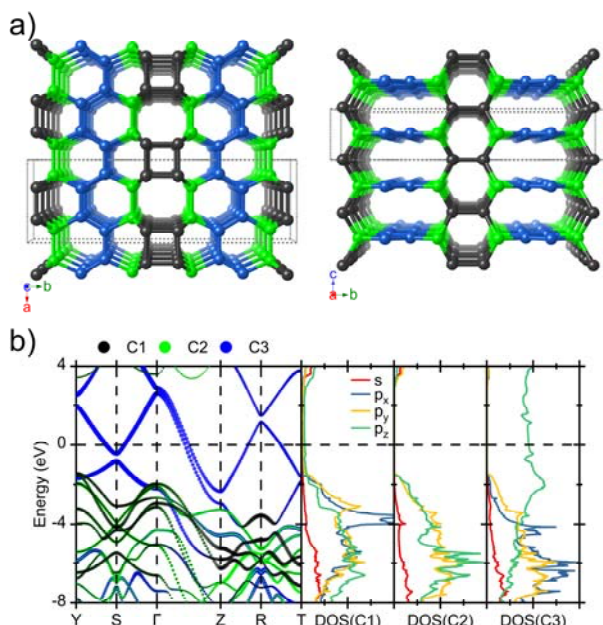 a)
c b
a
c
a b
b)
C1 C2 C3
4
0
-4
-8
Energy (eV)
s
px
py
pz
Y S Γ Z R T DOS(C1) DOS(C2) DOS(C3)